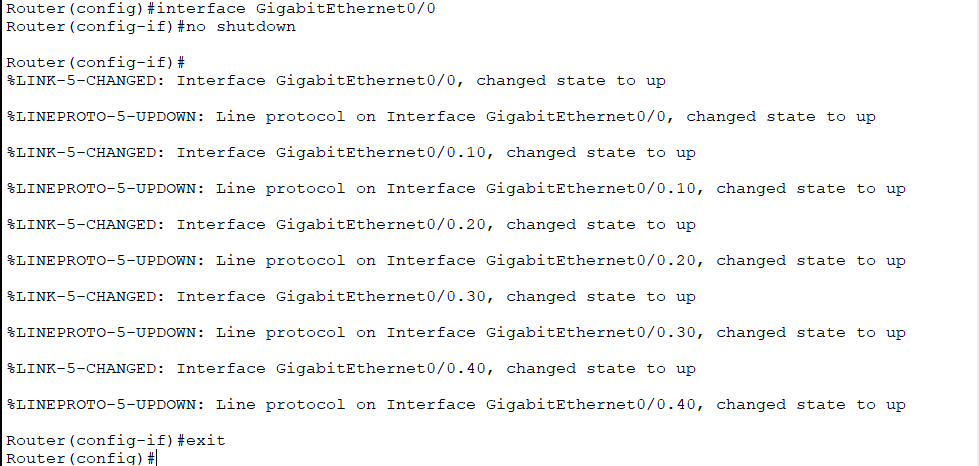 Router(config)#interface GigabitEthernet0/0
Router(config-if)#no shutdown
Router(config-if)#
%LINK-5-CHANGED: Interface GigabitEthernet0/0, changed state to up
%LINEPROTO-5-UPDOWN: Line protocol on Interface GigabitEthernet0/0, changed state to up
%LINK-5-CHANGED: Interface GigabitEthernet0/0.10, changed state to up
%LINEPROTO-5-UPDOWN: Line protocol on Interface GigabitEthernet0/0.10, changed state to up
%LINK-5-CHANGED: Interface GigabitEthernet0/0.20, changed state to up
%LINEPROTO-5-UPDOWN: Line protocol on Interface GigabitEthernet0/0.20, changed state to up
%LINK-5-CHANGED: Interface GigabitEthernet0/0.30, changed state to up
%LINEPROTO-5-UPDOWN: Line protocol on Interface GigabitEthernet0/0.30, changed state to up
%LINK-5-CHANGED: Interface GigabitEthernet0/0.40, changed state to up
%LINEPROTO-5-UPDOWN: Line protocol on Interface GigabitEthernet0/0.40, changed state to up
Router(config-if)#exit
Router(config)#